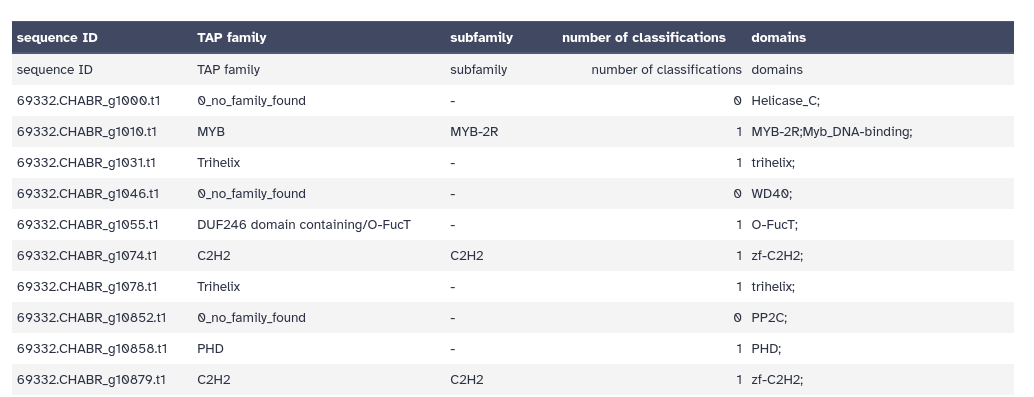 sequence ID TAP family subfamily number of classifications domains
sequence ID TAP family subfamily number of classifications domains
69332.CHABR_g1000.t1 0_no_family_found - 0 Helicase_C;
69332.CHABR_g1010.t1 MYB MYB-2R 1 MYB-2R;Myb_DNA-binding;
69332.CHABR_g1031.t1 Trihelix - 1 trihelix;
69332.CHABR_g1046.t1 0_no_family_found - 0 WD40;
69332.CHABR_g1055.t1 DUF246 domain containing/O-FucT - 1 O-FucT;
69332.CHABR_g1074.t1 C2H2 C2H2 1 zf-C2H2;
69332.CHABR_g1078.t1 Trihelix - 1 trihelix;
69332.CHABR_g10852.t1 0_no_family_found - 0 PP2C;
69332.CHABR_g10858.t1 PHD - 1 PHD;
69332.CHABR_g10879.t1 C2H2 C2H2 1 zf-C2H2;